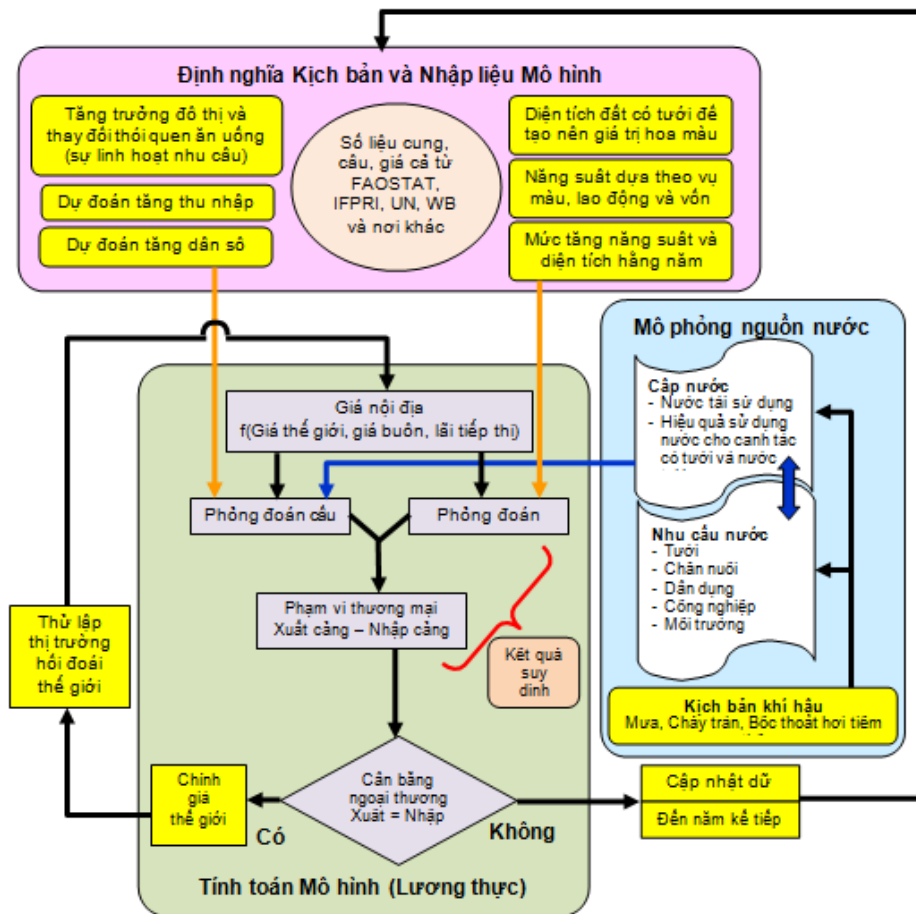 Định nghĩa Kịch bản và Nhập liệu Mô hình
Tăng trưởng đô thị và
thay đổi thói quen ăn uống
(sự linh hoạt nhu cầu)
Dự đoán tăng thu nhập
Dự đoán tăng dân số
Số liệu cung,
cầu, giá cả từ
FAOSTAT,
IFPRI, UN, WB
và nơi khác
Diện tích đất có tưới để
tạo nên giá trị hoa màu
Năng suất dựa theo vụ
màu, lao động và vốn
Mức tăng năng suất và
diện tích hằng năm
Mô phỏng nguồn nước
Cấp nước
- Nước tái sử dụng
- Hiệu quả sử dụng
nước cho canh tác
có tưới và nước
Nhu cầu nước
- Tưới
- Chăn nuôi
- Dân dụng
- Công nghiệp
- Môi trường
Kịch bản khí hậu
Mưa, Chảy tràn, Bốc thoát hơi tiềm
Giá nội địa
f(Giá thế giới, giá buôn, lãi tiếp thị)
Phỏng đoán cầu
Phỏng đoán
Phạm vi thương mại
Xuất cảng – Nhập cảng
Kết quả
suy
dinh
Thử lập
thị trường
hối đoái
thế giới
Chỉnh
giá
thế giới
Có
Cân bằng
ngoại thương
Xuất = Nhập
Không
Cập nhật dữ
Đến năm kế tiếp
Tính toán Mô hình (Lương thực)